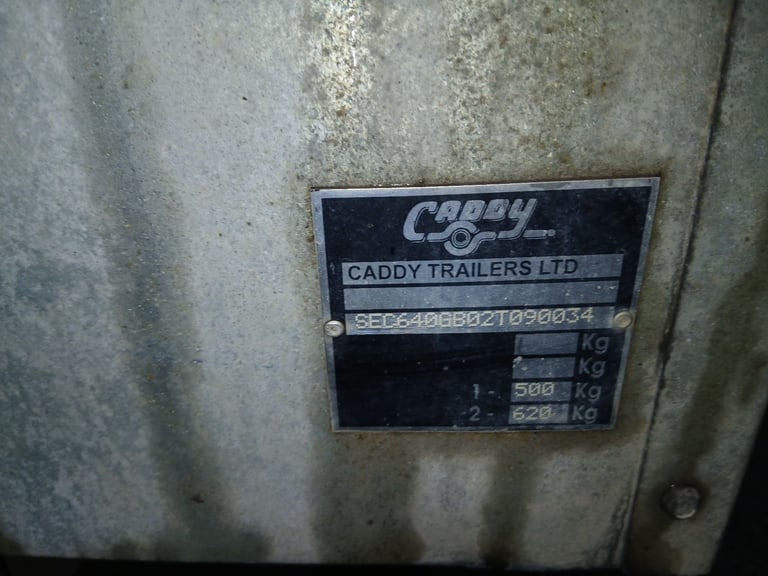 CADDY
CADDY TRAILERS LTD
SEC640GB02T090034
Kg
Kg
1 - 500 Kg
2 - 620 Kg